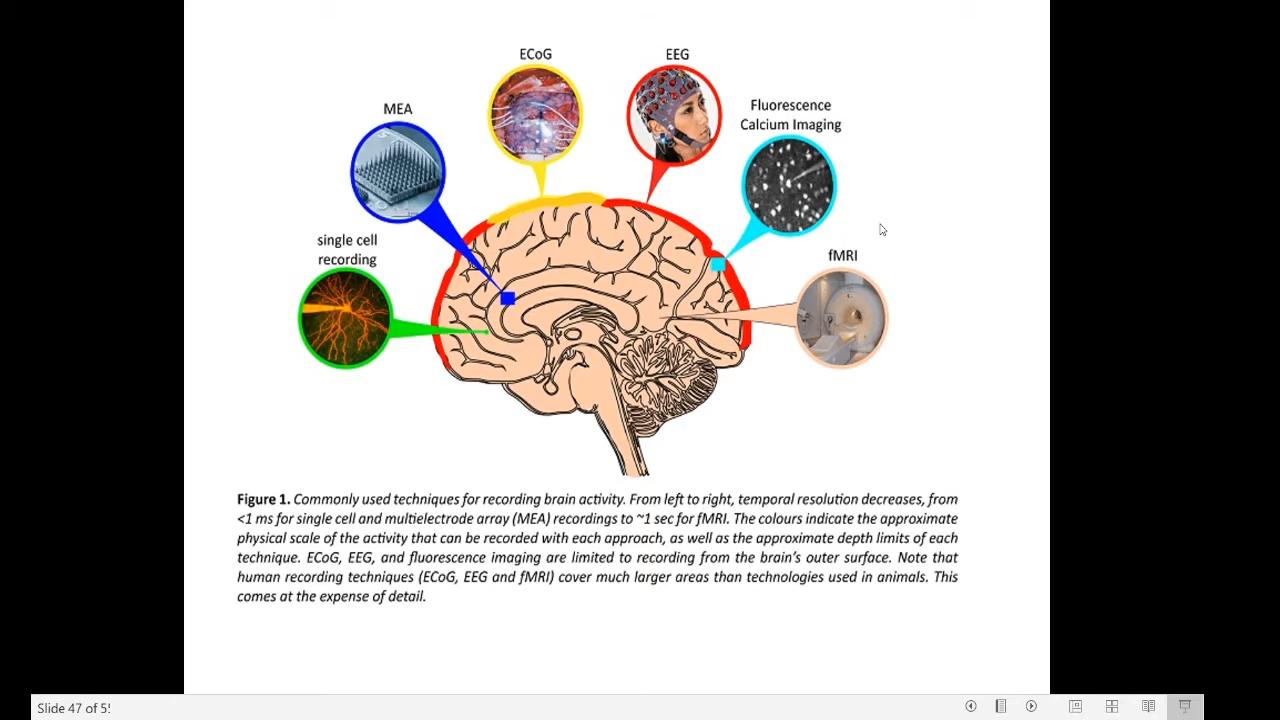 ECoG
EEG
MEA
Fluorescence
Calcium Imaging
single cell
recording
fMRI
Figure 1. Commonly used techniques for recording brain activity. From left to right, temporal resolution decreases, from
<1 ms for single cell and multielectrode array (MEA) recordings to ~1 sec for fMRI. The colours indicate the approximate
physical scale of the activity that can be recorded with each approach, as well as the approximate depth limits of each
technique. ECoG, EEG, and fluorescence imaging are limited to recording from the brain's outer surface. Note that
human recording techniques (ECoG, EEG and fMRI) cover much larger areas than technologies used in animals. This
comes at the expense of detail.
Slide 47 of 5